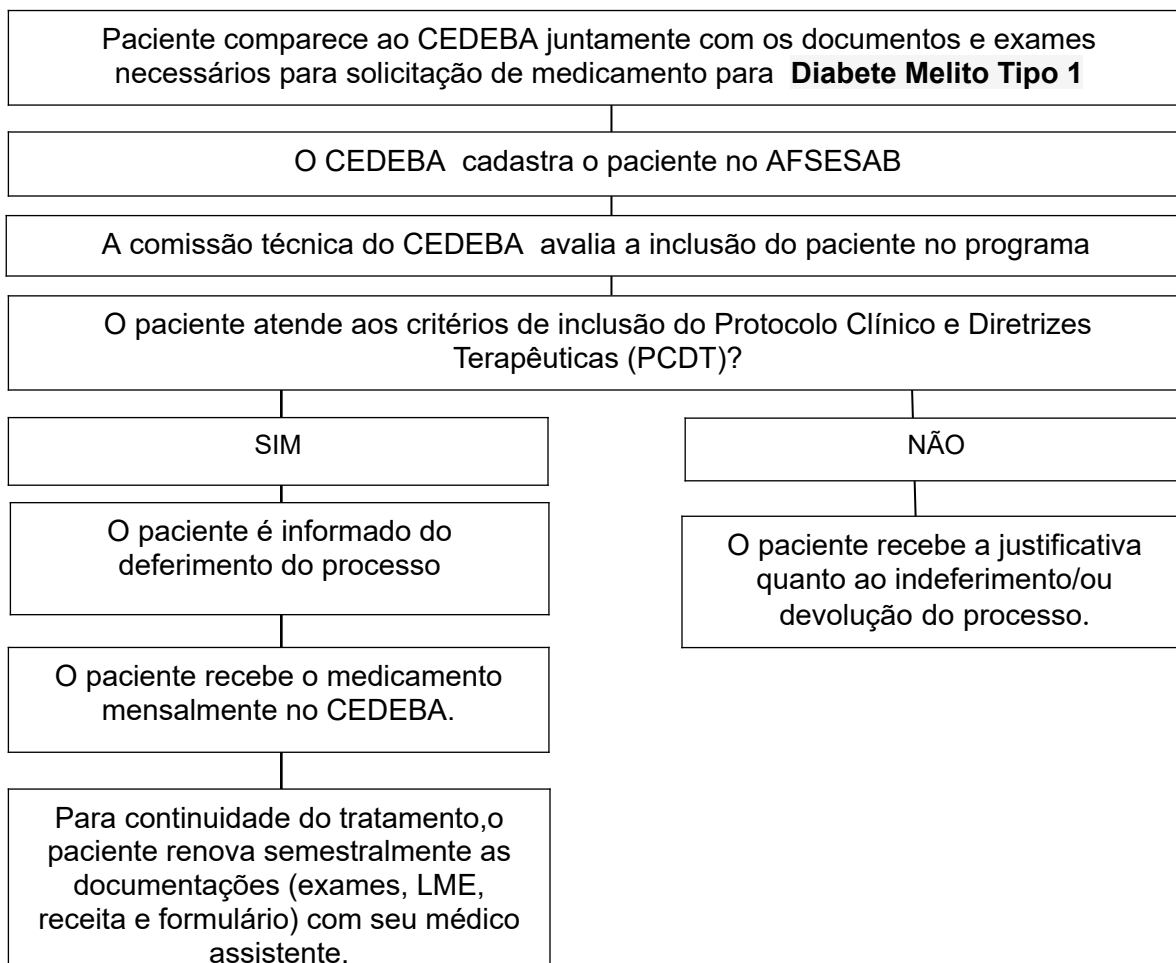 Paciente comparece ao CEDEBA juntamente com os documentos e exames
necessários para solicitação de medicamento para Diabete Melito Tipo 1
O CEDEBA cadastra o paciente no AFSESAB
A comissão técnica do CEDEBA avalia a inclusão do paciente no programa
O paciente atende aos critérios de inclusão do Protocolo Clínico e Diretrizes
Terapêuticas (PCDT)?
SIM
NÃO
O paciente é informado do
deferimento do processo
O paciente recebe a justificativa
quanto ao indeferimento/ou
devolução do processo.
O paciente recebe o medicamento
mensalmente no CEDEBA.
Para continuidade do tratamento,o
paciente renova semestralmente as
documentações (exames, LME,
receita e formulário) com seu médico
assistente.